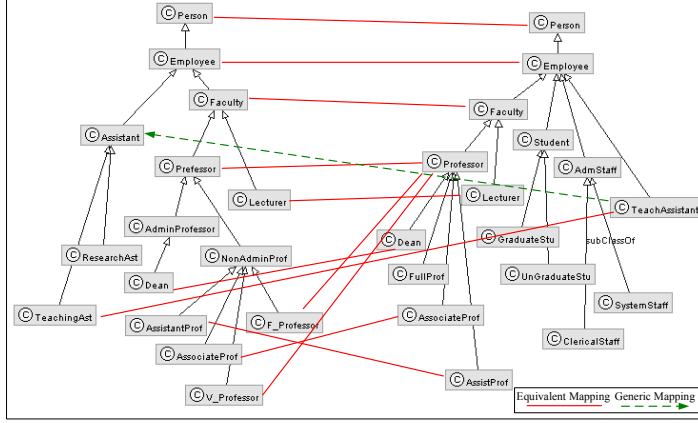 C Person
C Person
C Employee
C Employee
C Faculty
C Faculty
C Assistant
C Student
C Prefessor
C Professor
C AdmStaff
C Lecturer
C Lecturer
C TeachAssistant
C AdminProfessor
C Dean
C GraduateStu
subClassOf
C ResearchAst
C NonAdminProf
C Dean
C FullProf
C UnGraduateStu
C SystemStaff
C TeachingAst
C AssistantProf
C F_Professor
C AssociateProf
C ClericalStaff
C AssociateProf
C AssistProf
C V_Professor
Equivalent Mapping Generic Mapping